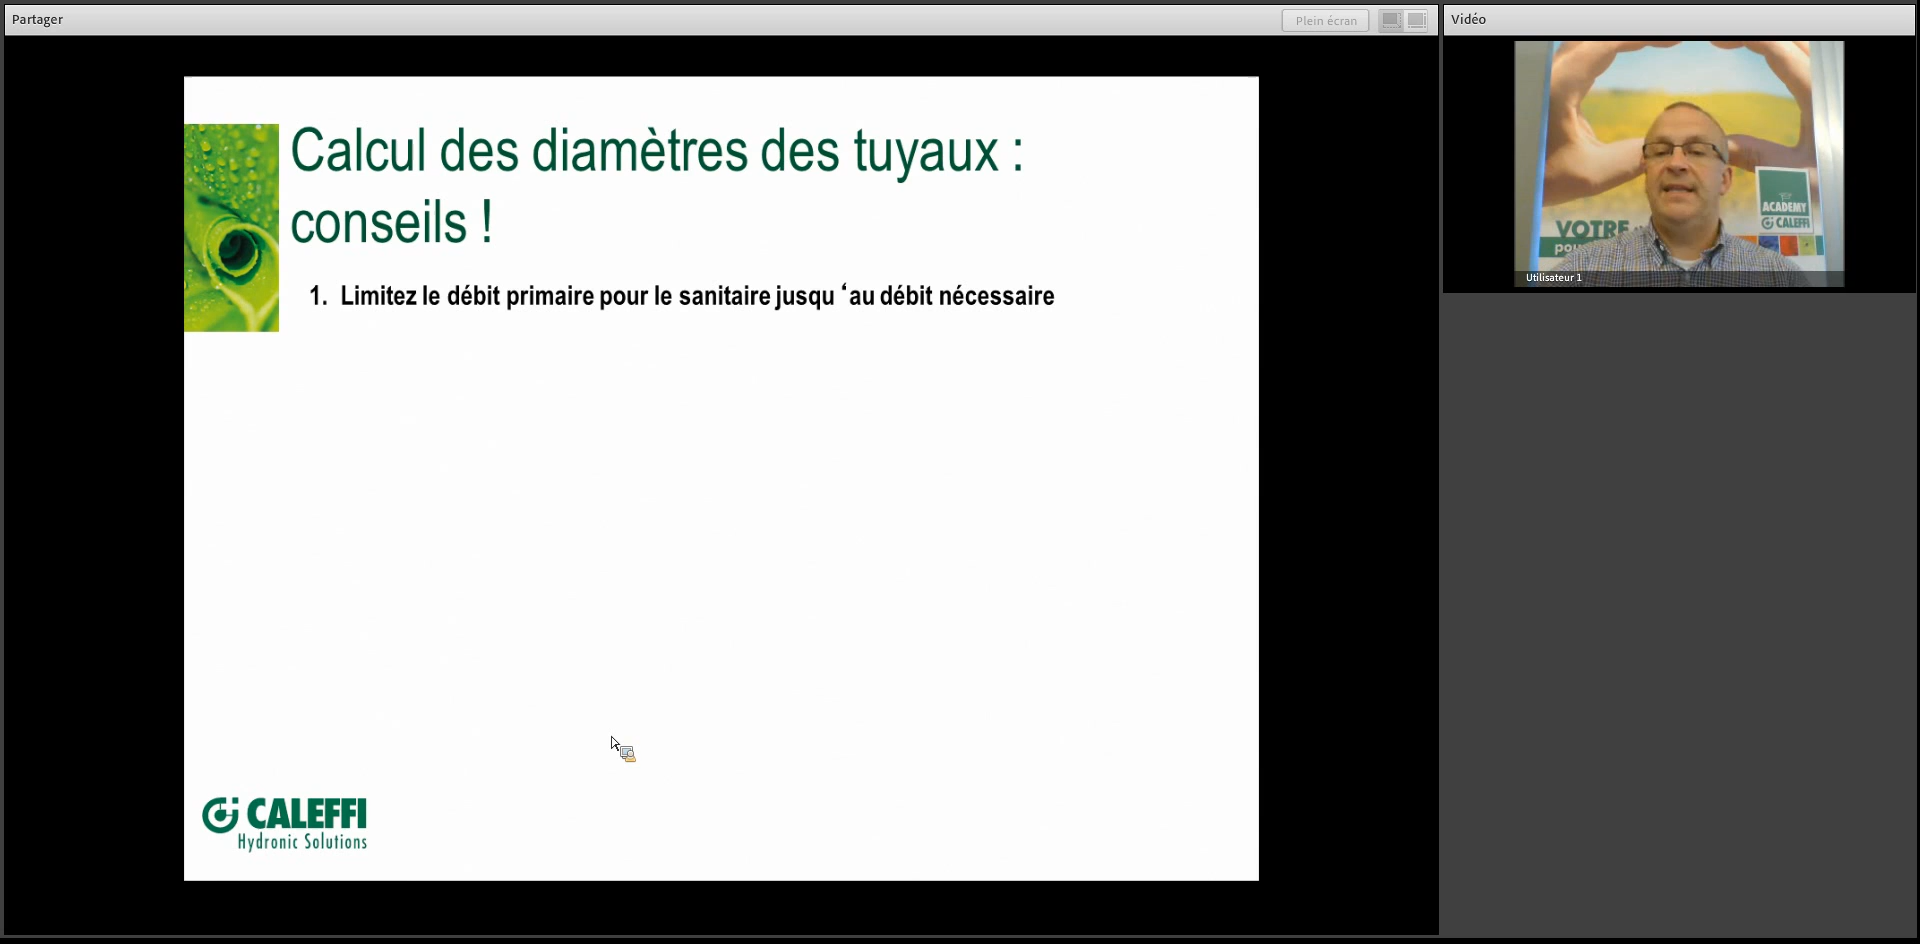 Partager
Plein écran
Vidéo
Calcul des diamètres des tuyaux :
conseils !
1. Limitez le débit primaire pour le sanitaire jusqu ‘au débit nécessaire
CALEFFI
Hydronic Solutions
ACADEMY
CALEFFI
VOTRE
pou
Utilisateur 1